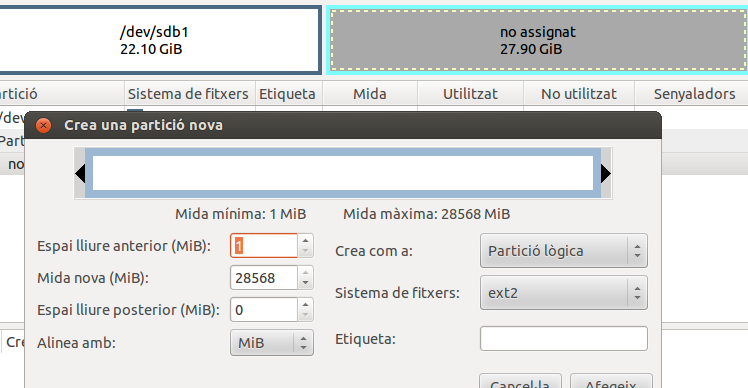 /dev/sdb1
22.10 GiB
no assignat
27.90 GiB
artició Sistema de fitxers Etiqueta Mida Utilitzat No utilitzat Senyaladors
/dev
Part
no
Crea una partició nova
Mida mínima: 1 MiB Mida màxima: 28568 MiB
Espai lliure anterior (MiB): 1 Crea com a: Partició lògica
Mida nova (MiB): 28568
Sistema de fitxers: ext2
Espai lliure posterior (MiB): 0
Alinea amb: MiB Etiqueta:
Cre
Cancel·la Afegeix